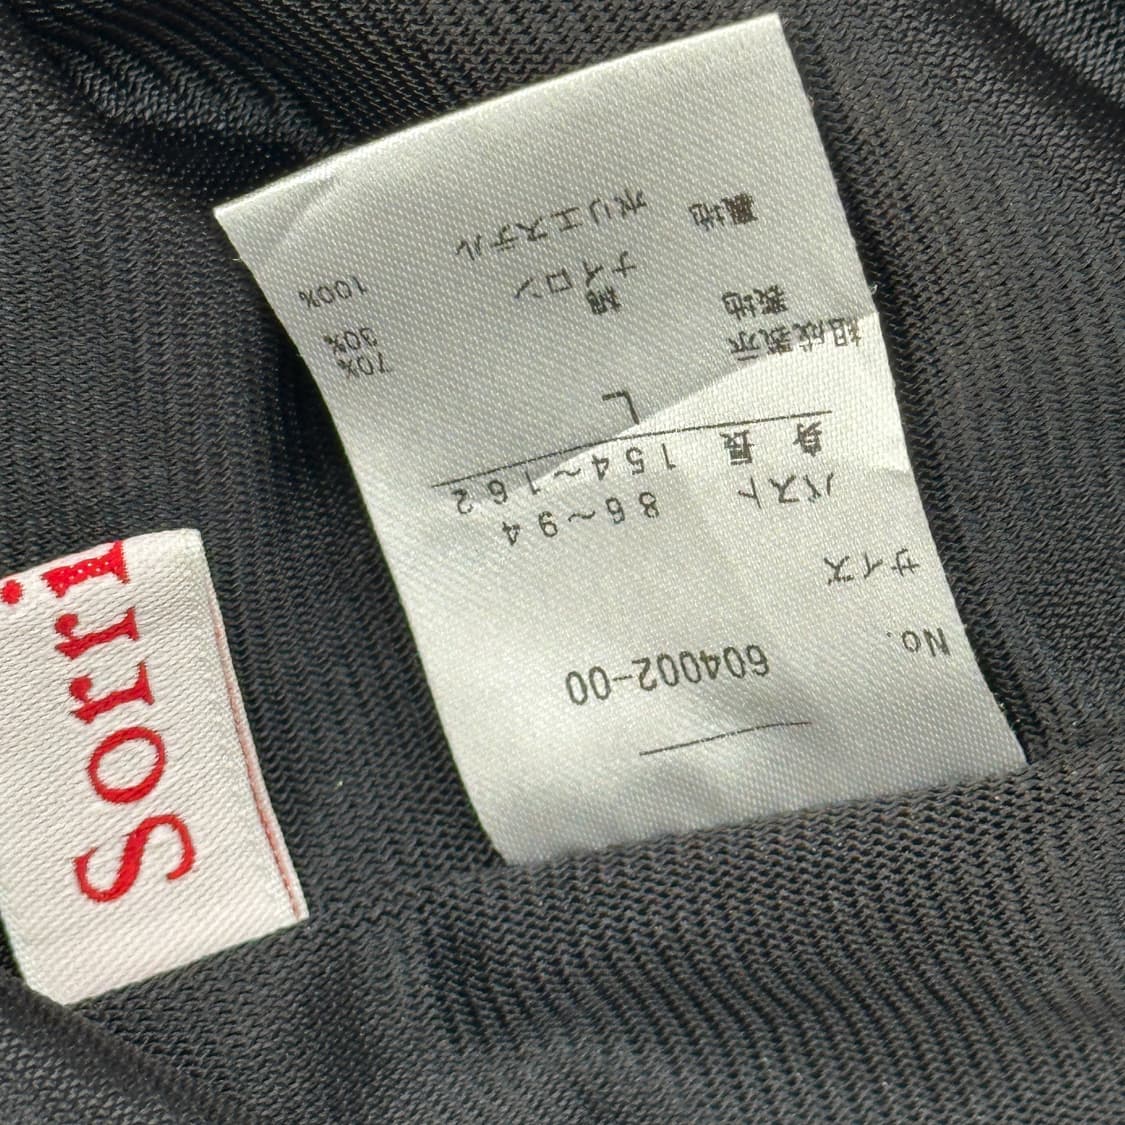 No. 604002-00
サイズ
バスト 86~94
身長 154~162
L
組成表示
表地 綿 70%
ナイロン 30%
裏地 ポリエステル 100%
Sorri